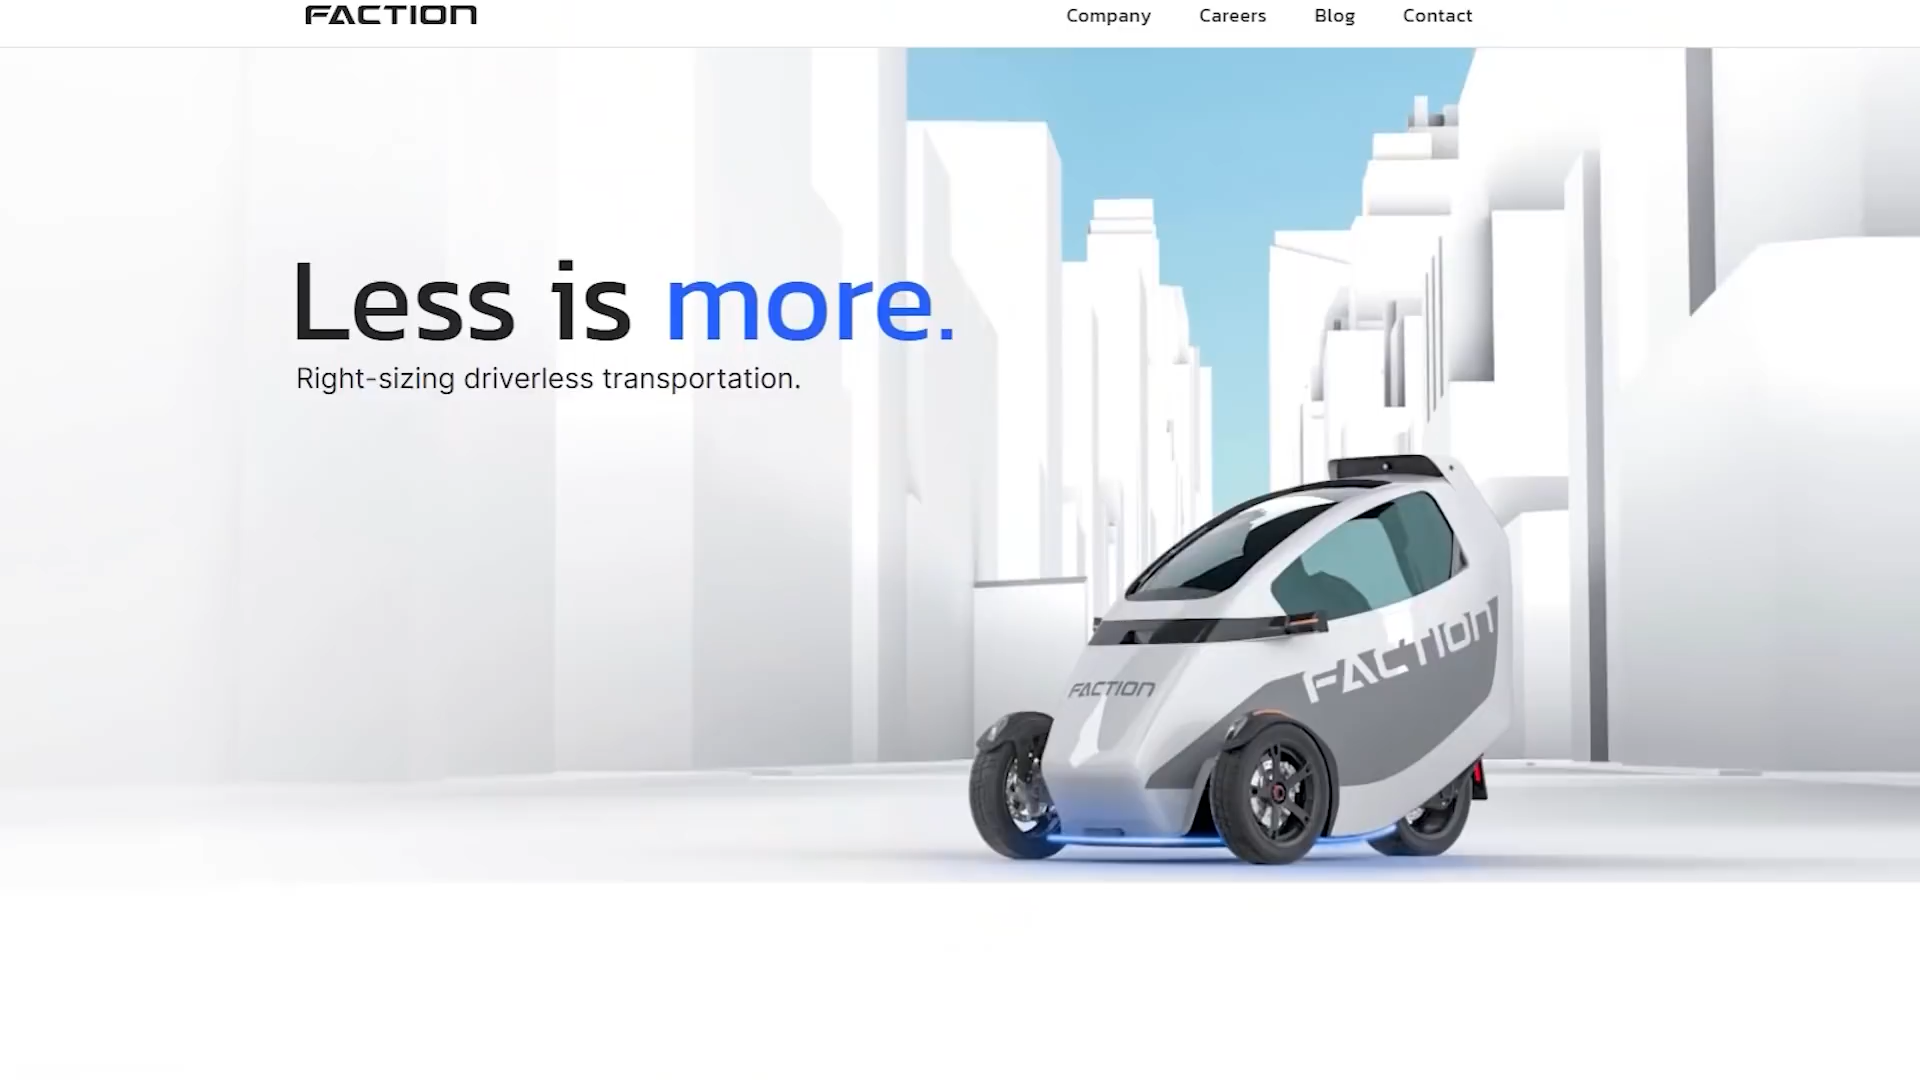 FACTION
Company
Careers
Blog
Contact
Less is more.
Right-sizing driverless transportation.
FACTION
FACTION